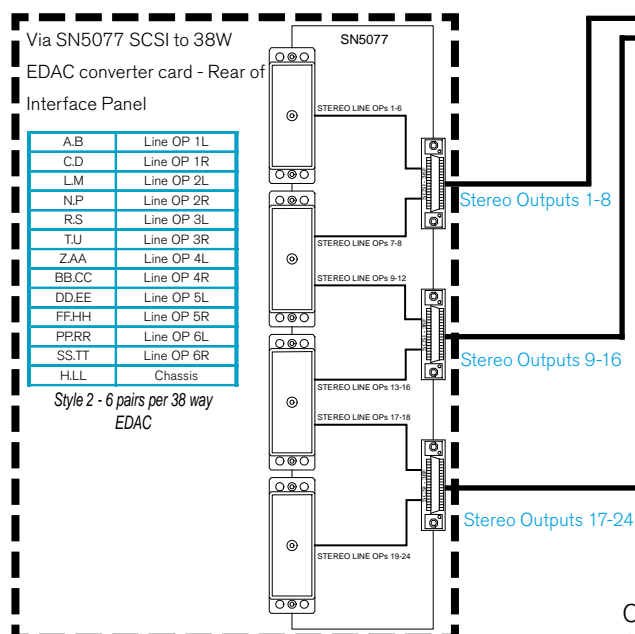 Via SN5077 SCSI to 38W
EDAC converter card - Rear of
Interface Panel
SN5077
A.B Line OP 1L
C.D Line OP 1R
L.M Line OP 2L
N.P Line OP 2R
R.S Line OP 3L
T.U Line OP 3R
Z.AA Line OP 4L
BB.CC Line OP 4R
DD.EE Line OP 5L
FF.HH Line OP 5R
PP.RR Line OP 6L
SS.TT Line OP 6R
H.LL Chassis
Style 2 - 6 pairs per 38 way
EDAC
STEREO LINE OPs 1-6
STEREO LINE OPs 7-8
STEREO LINE OPs 9-12
STEREO LINE OPs 13-16
STEREO LINE OPs 17-18
STEREO LINE OPs 19-24
Stereo Outputs 1-8
Stereo Outputs 9-16
Stereo Outputs 17-24